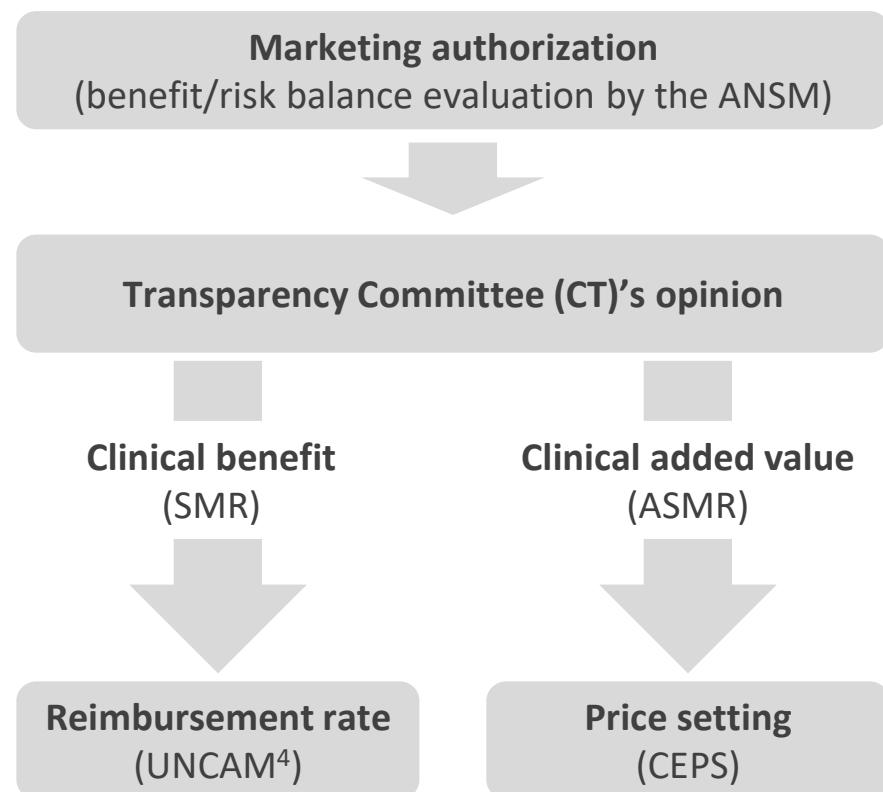 Marketing authorization
(benefit/risk balance evaluation by the ANSM)
Transparency Committee (CT)’s opinion
Clinical benefit
(SMR)
Clinical added value
(ASMR)
Reimbursement rate
(UNCAM⁴)
Price setting
(CEPS)